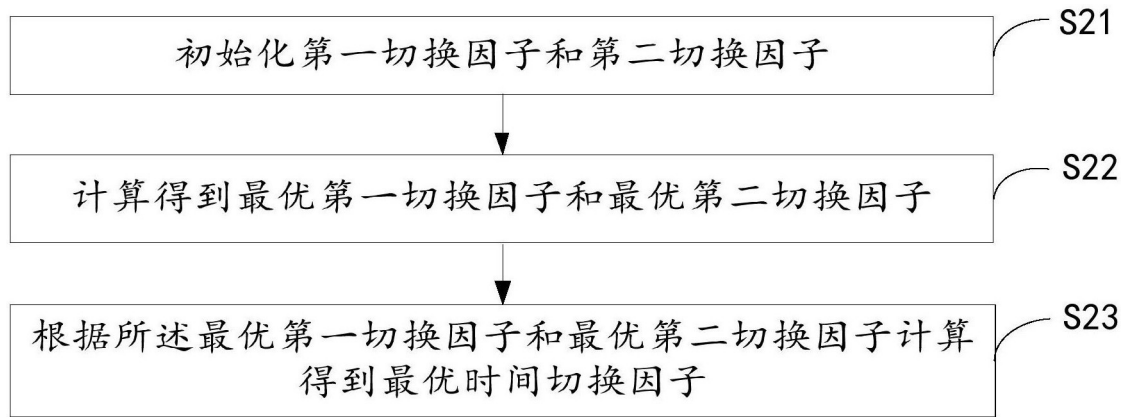 初始化第一切换因子和第二切换因子
S21
计算得到最优第一切换因子和最优第二切换因子
S22
根据所述最优第一切换因子和最优第二切换因子计算
得到最优时间切换因子
S23